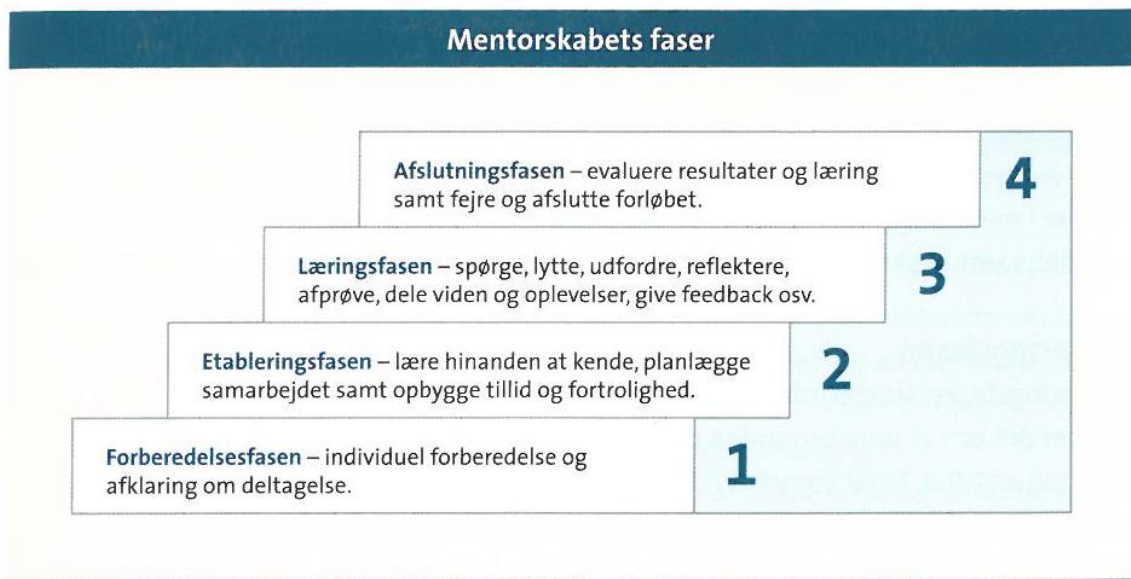 Mentorskabets faser
Afslutningsfasen – evaluere resultater og læring
samt fejre og afslutte forløbet.
4
Læringsfasen – spørge, lytte, udfordre, reflektere,
afprøve, dele viden og oplevelser, give feedback osv.
3
Etableringsfasen – lære hinanden at kende, planlægge
samarbejdet samt opbygge tillid og fortrolighed.
2
Forberedelsesfasen – individuel forberedelse og
afklaring om deltagelse.
1